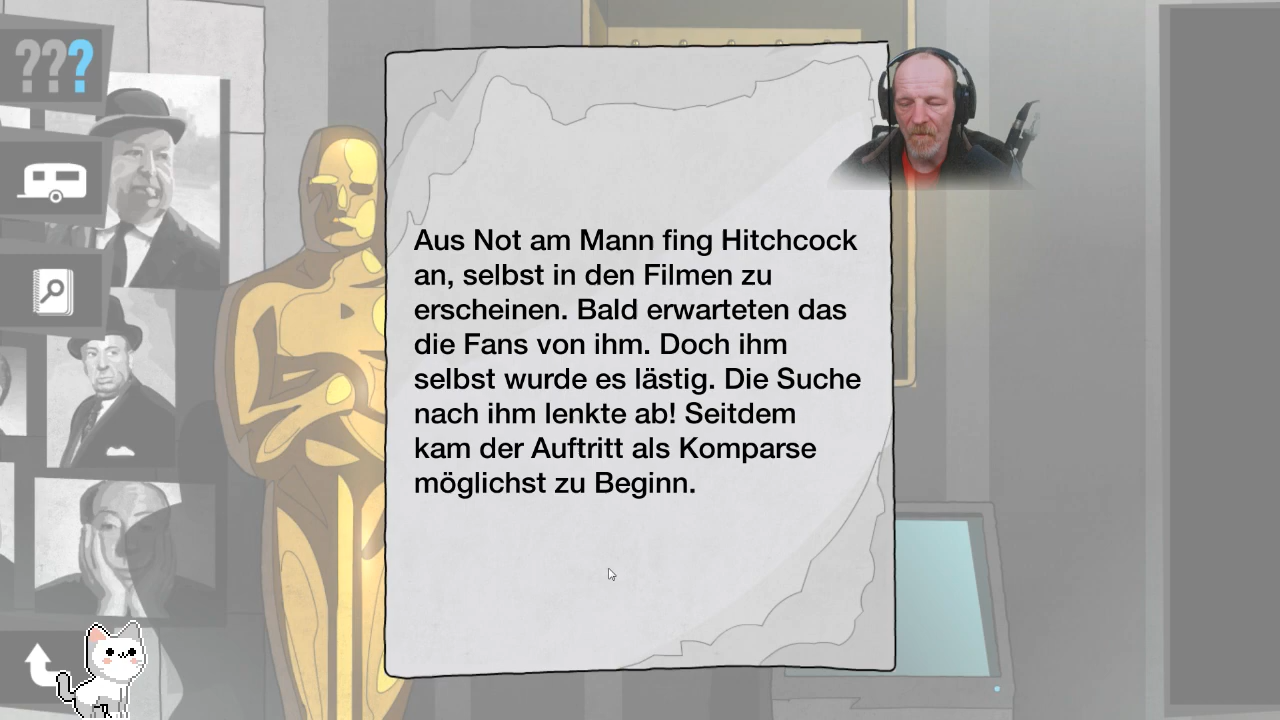 ???
Aus Not am Mann fing Hitchcock
an, selbst in den Filmen zu
erscheinen. Bald erwarteten das
die Fans von ihm. Doch ihm
selbst wurde es lästig. Die Suche
nach ihm lenkte ab! Seitdem
kam der Auftritt als Komparse
möglichst zu Beginn.